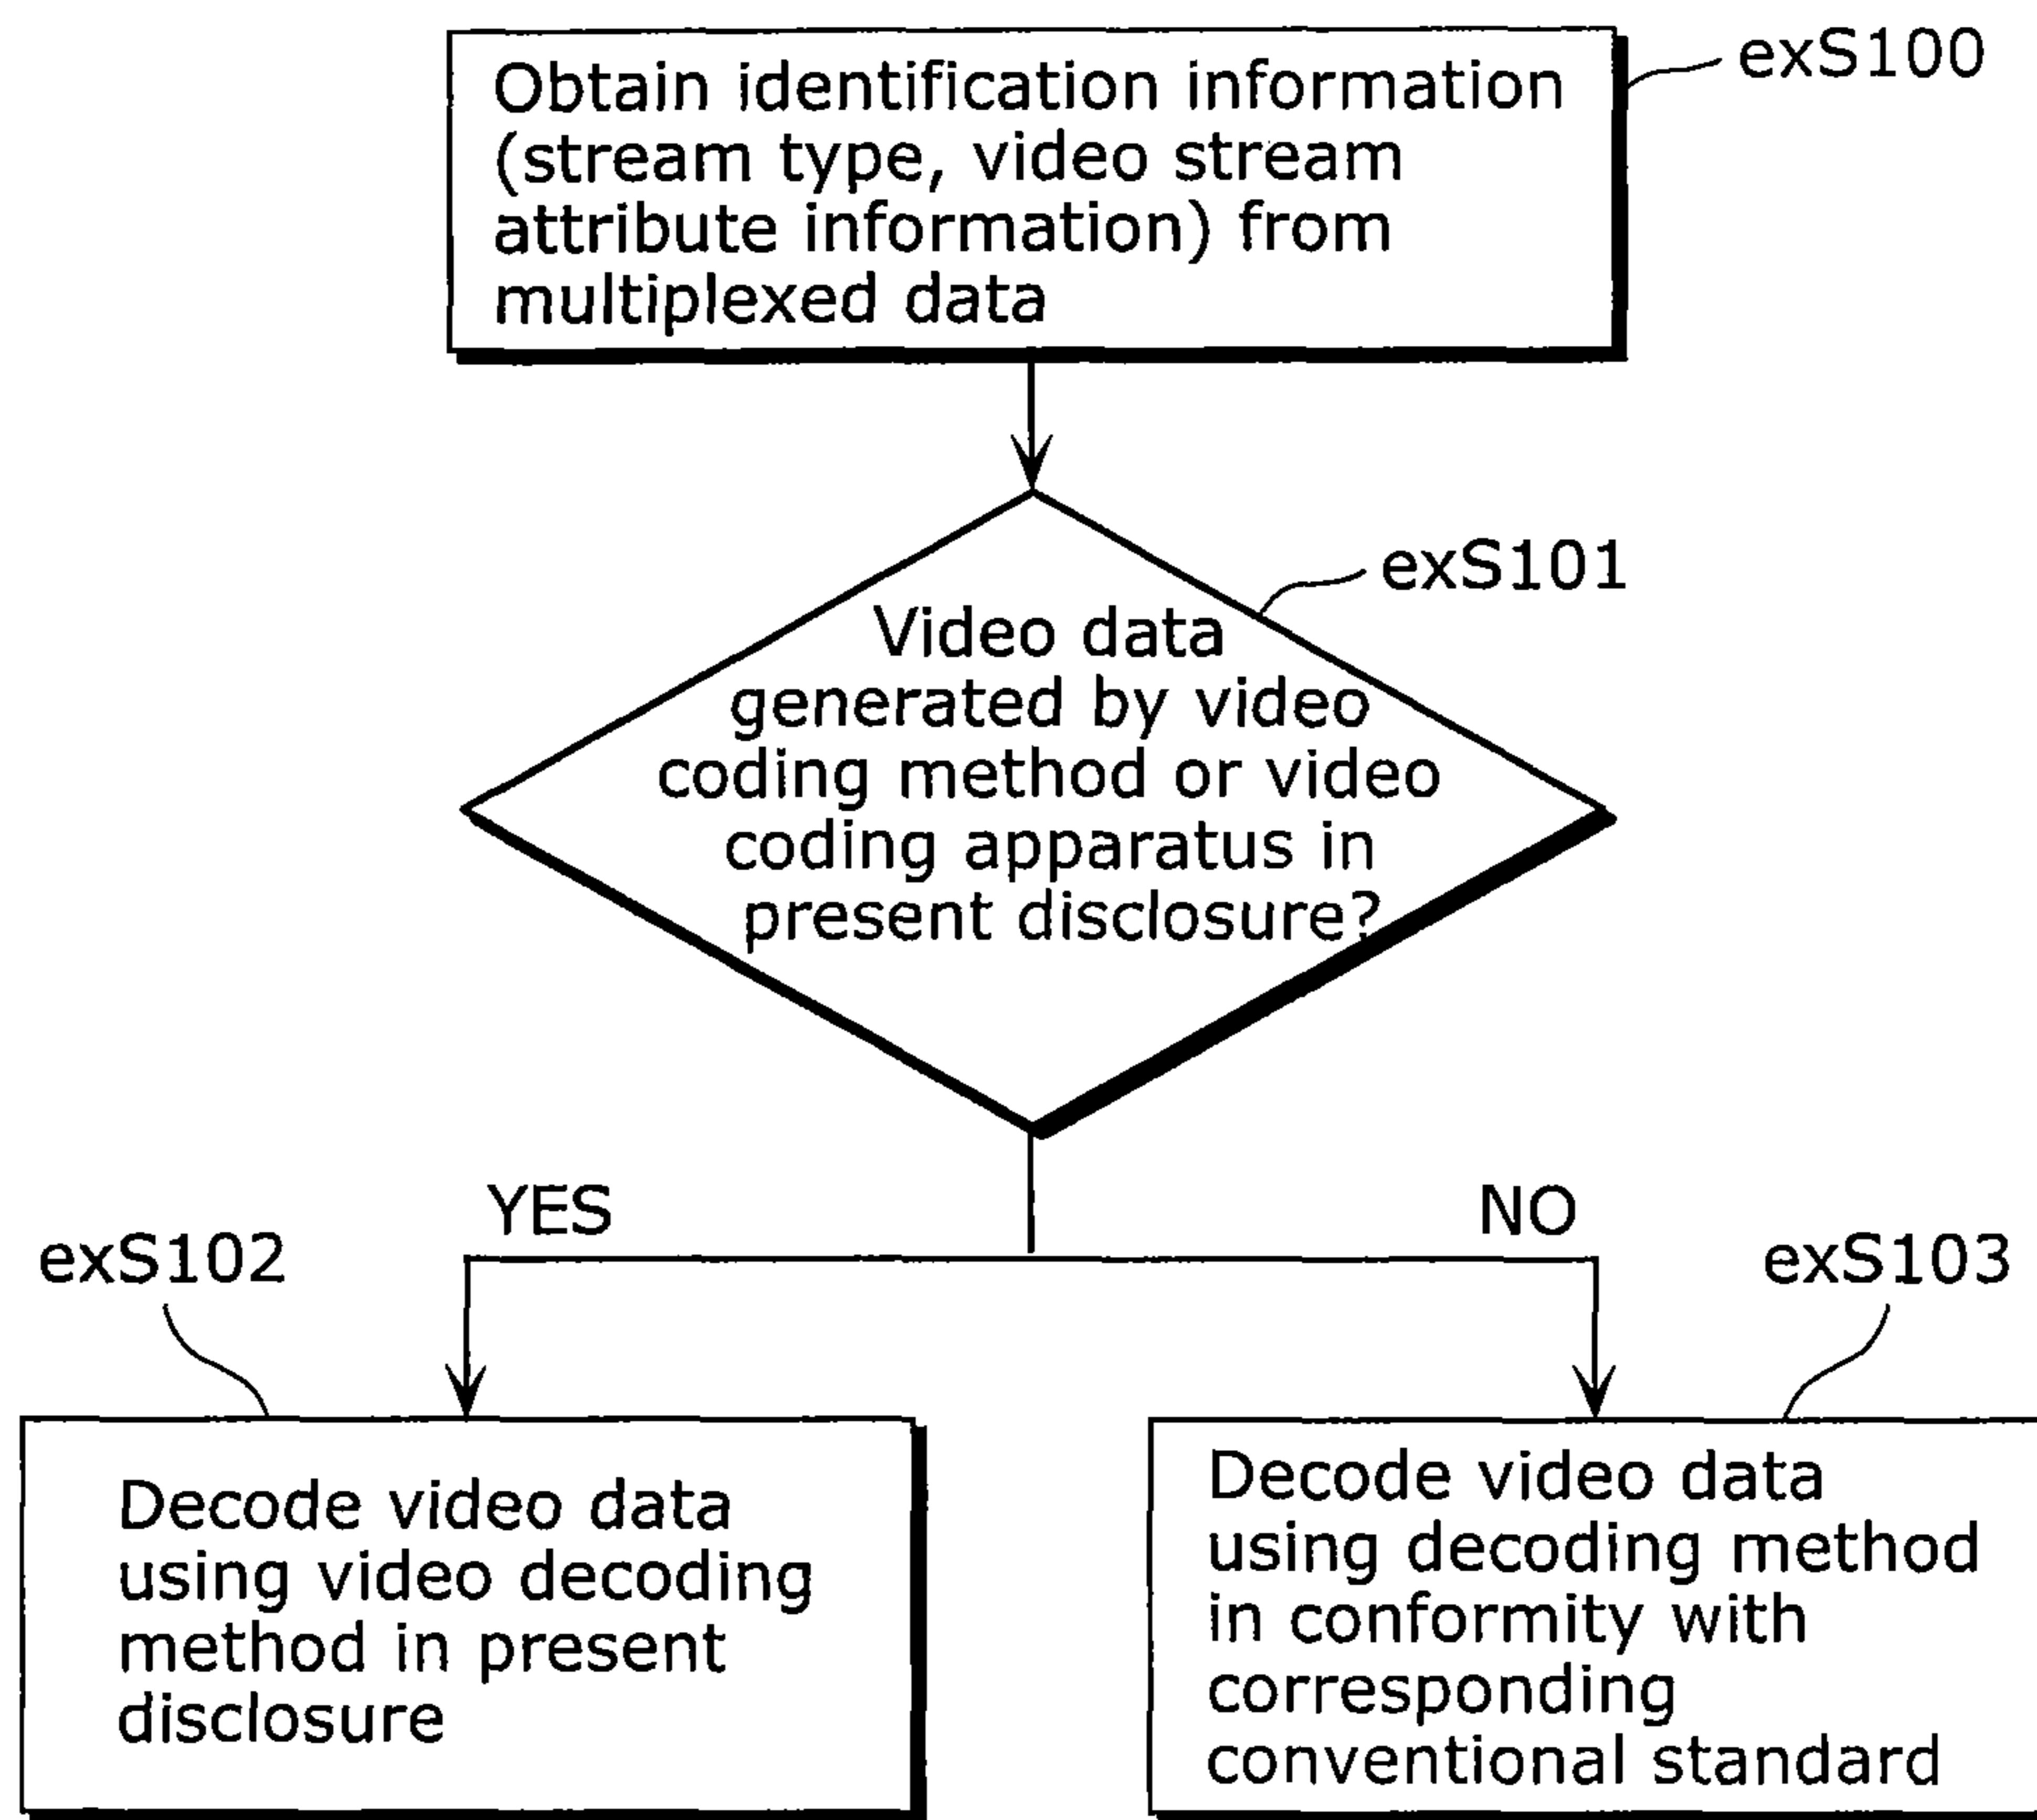 Obtain identification information
(stream type, video stream
attribute information) from
multiplexed data
exS100
exS101
Video data
generated by video
coding method or video
coding apparatus in
present disclosure?
YES
NO
exS102
exS103
Decode video data
using video decoding
method in present
disclosure
Decode video data
using decoding method
in conformity with
corresponding
conventional standard